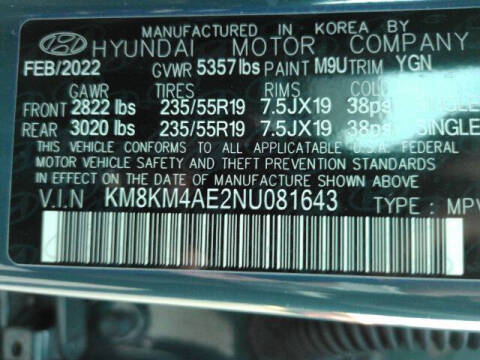 MANUFACTURED IN KOREA BY
HYUNDAI MOTOR COMPANY
FEB/2022 GVWR 5357lbs PAINT M9U TRIM YGN
GAWR TIRES RIMS
FRONT 2822 lbs 235/55R19 7.5JX19 38ps
REAR 3020 lbs 235/55R19 7.5JX19 38ps SINGLE
THIS VEHICLE CONFORMS TO ALL APPLICABLE U.S.A. FEDERAL
MOTOR VEHICLE SAFETY AND THEFT PREVENTION STANDARDS
IN EFFECT ON THE DATE OF MANUFACTURE SHOWN ABOVE.
V.I.N KM8KM4AE2NU081643 TYPE : MPV